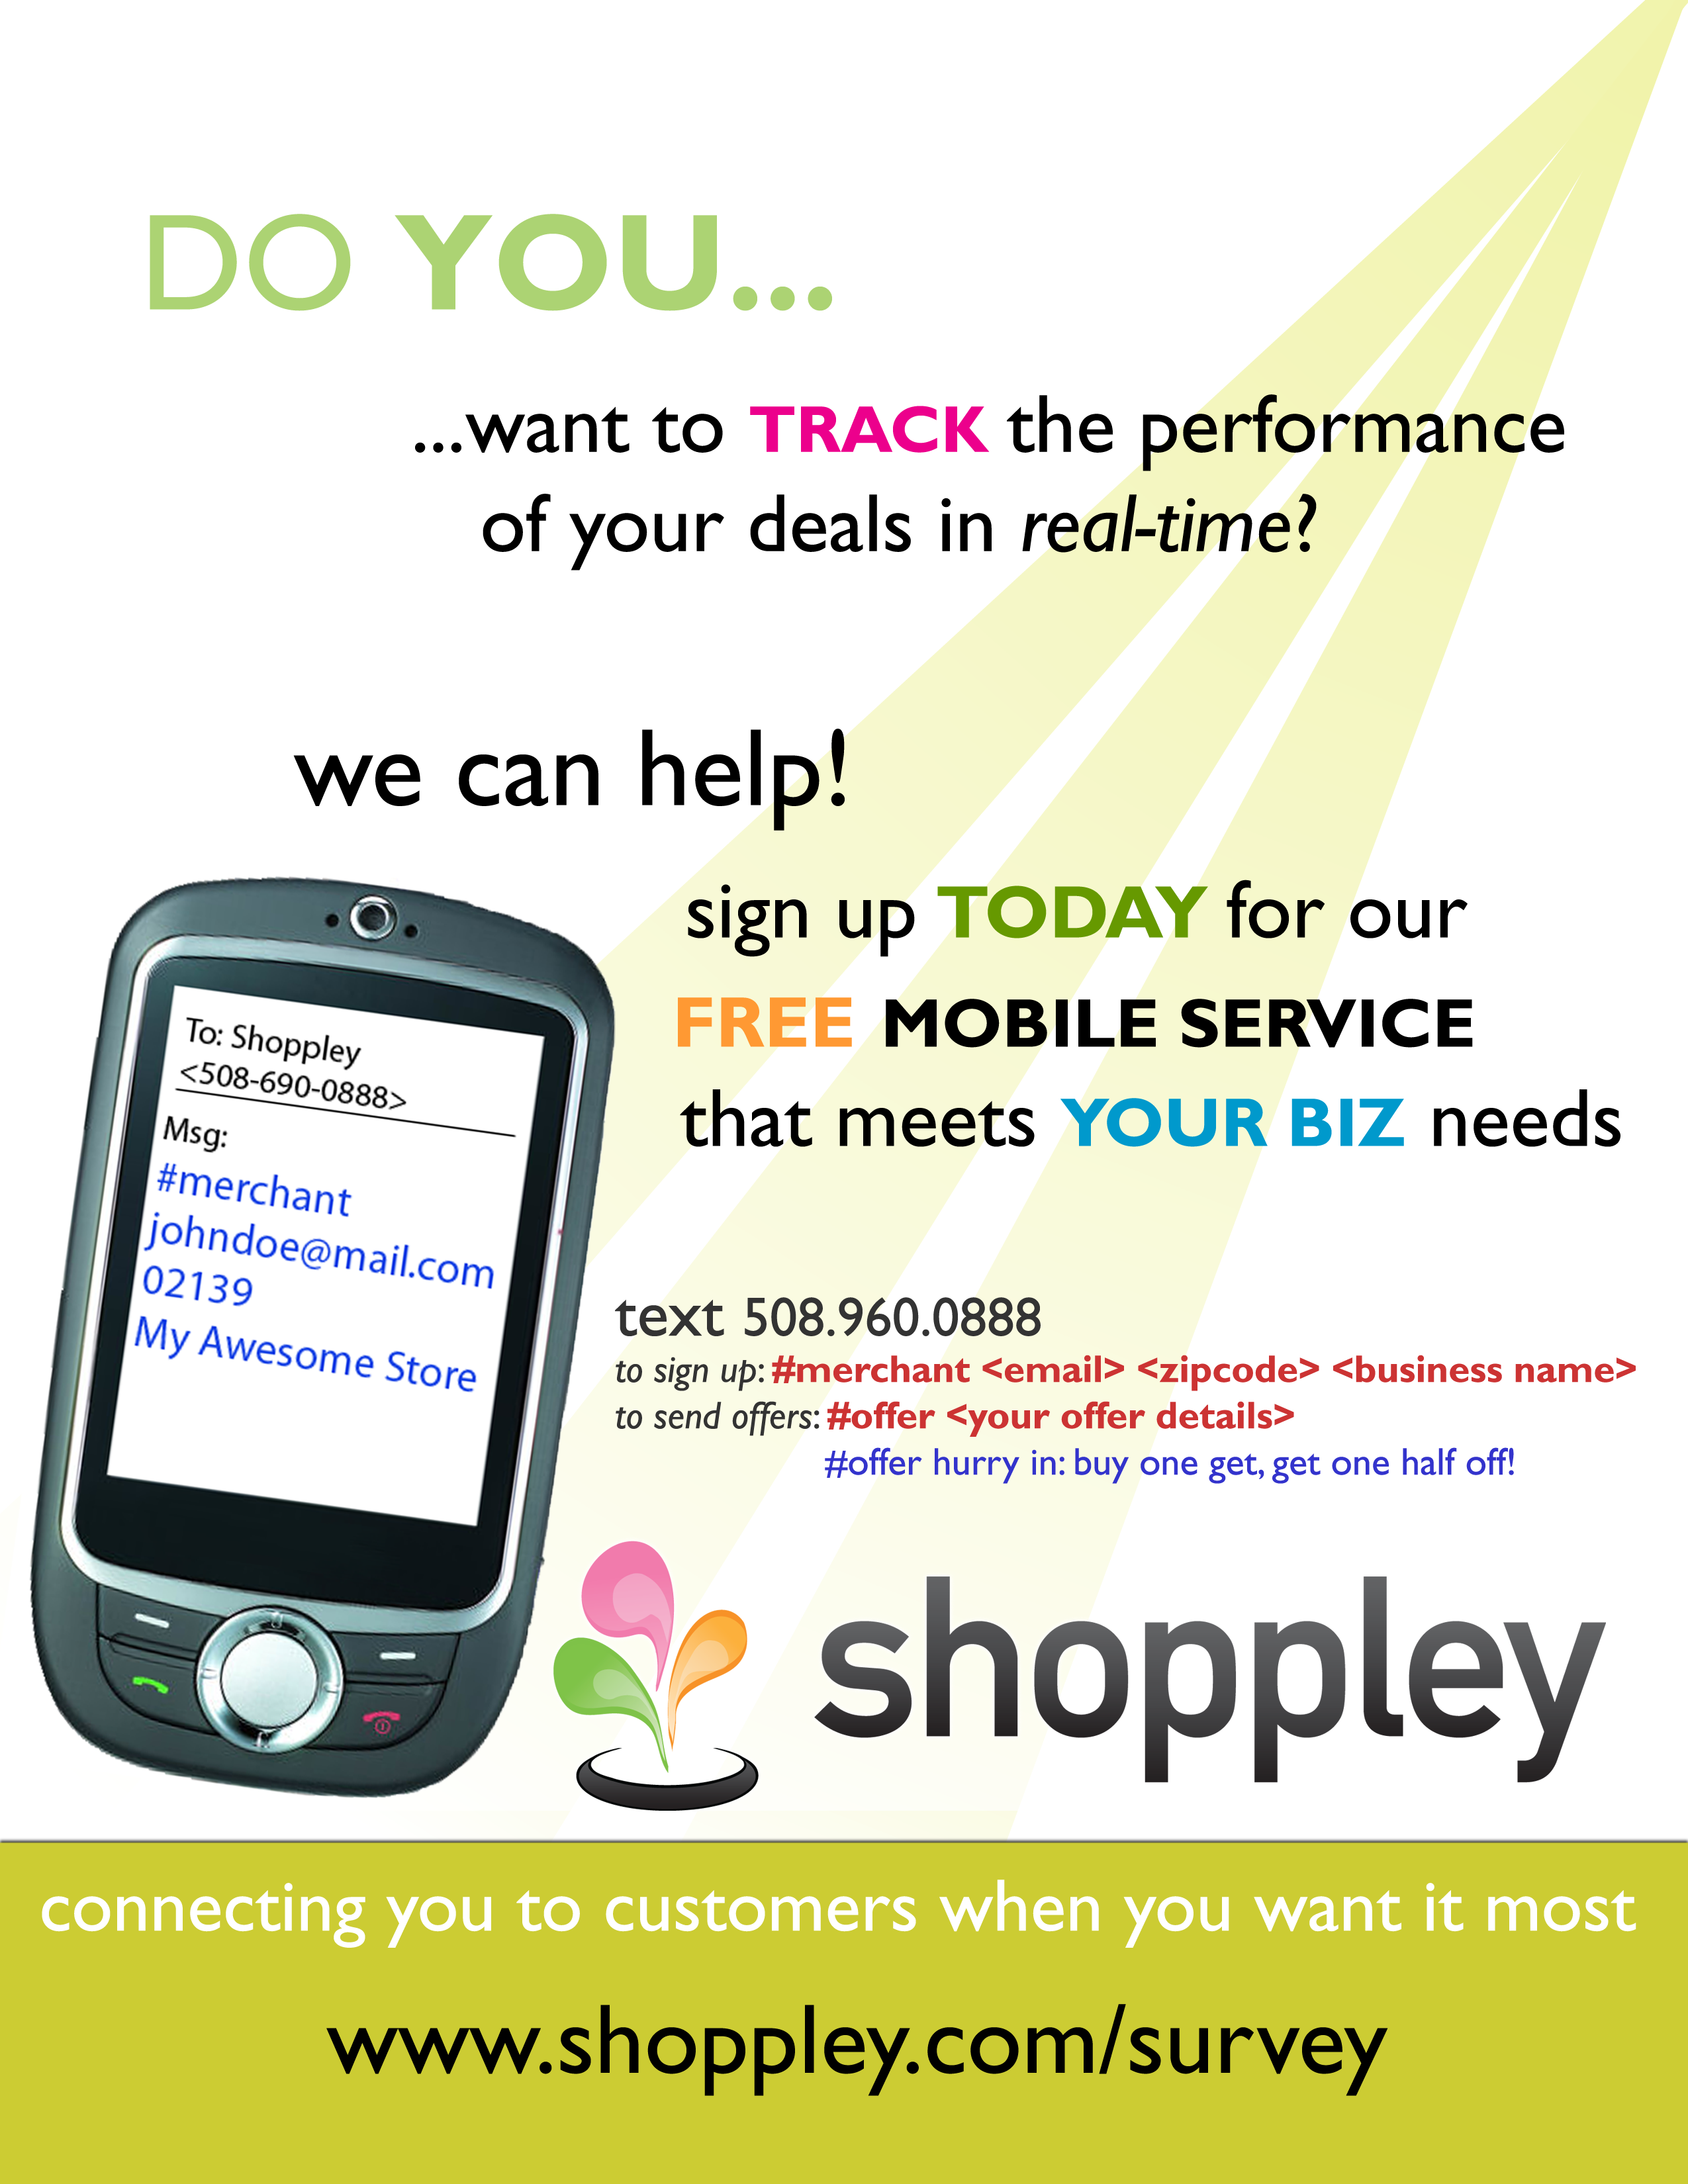 DO YOU...
...want to TRACK the performance
of your deals in real-time?
we can help!
sign up TODAY for our
FREE MOBILE SERVICE
that meets YOUR BIZ needs
To: Shoppley
<508-690-0888>
Msg:
#merchant
johndoe@mail.com
02139
My Awesome Store
text 508.960.0888
to sign up: #merchant <email> <zipcode> <business name>
to send offers: #offer <your offer details>
#offer hurry in: buy one get, get one half off!
shoppley
connecting you to customers when you want it most
www.shoppley.com/survey